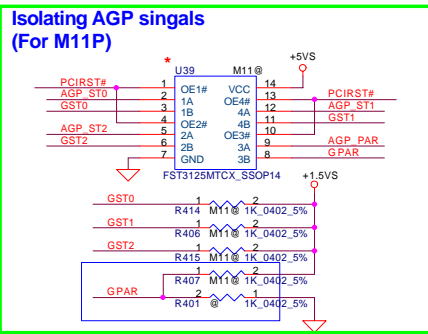 Isolating AGP singals
(For M11P)
*
+5VS
U39 M11@
PCIRST# 1 OE1# VCC 14
AGP_ST0 2 1A OE4# 13 PCIRST#
GST0 3 1B 4A 12 AGP_ST1
4 OE2# 4B 11 GST1
AGP_ST2 5 2A OE3# 10
GST2 6 2B 3A 9 AGP_PAR
7 GND 3B 8 GPAR
FST3125MTCX_SSOP14
+1.5VS
GST0 1 2
R414 M11@ 1K_0402_5%
GST1 1 2
R406 M11@ 1K_0402_5%
GST2 1 2
R415 M11@ 1K_0402_5%
1 2
R407 M11@ 1K_0402_5%
GPAR 2 1
R401 @ 1K_0402_5%